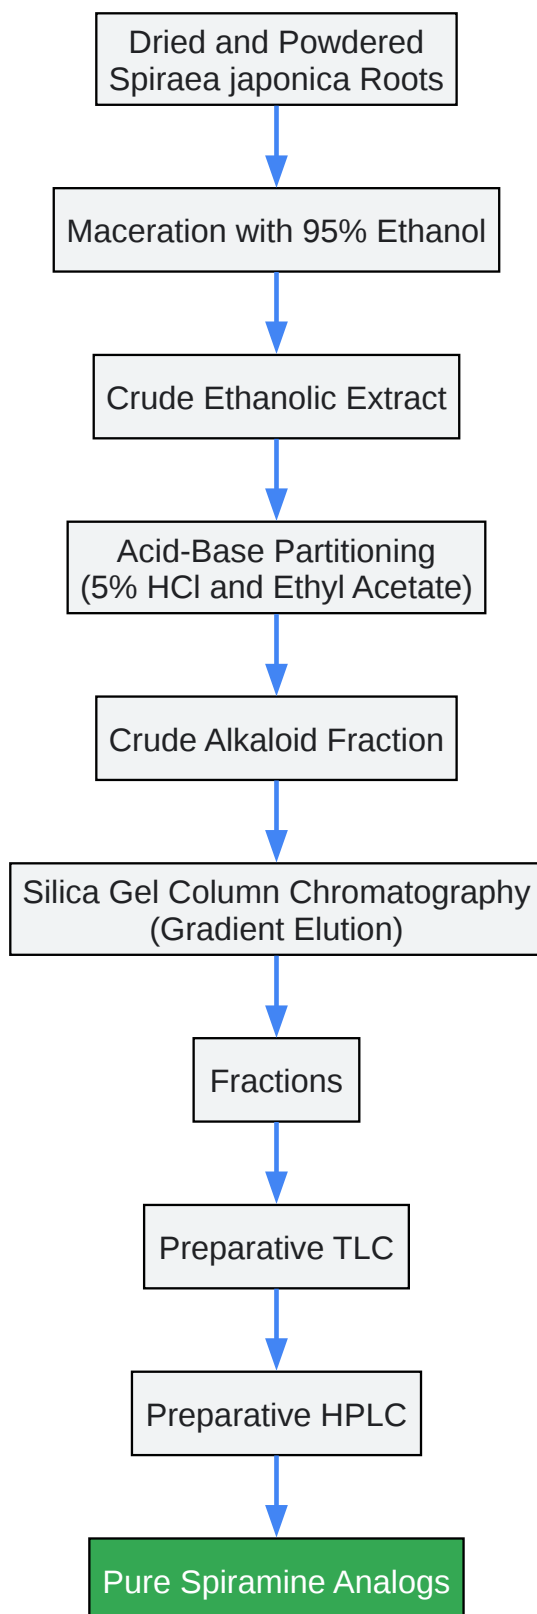 Dried and Powdered
Spiraea japonica Roots
Maceration with 95% Ethanol
Crude Ethanolic Extract
Acid-Base Partitioning
(5% HCl and Ethyl Acetate)
Crude Alkaloid Fraction
Silica Gel Column Chromatography
(Gradient Elution)
Fractions
Preparative TLC
Preparative HPLC
Pure Spiramine Analogs